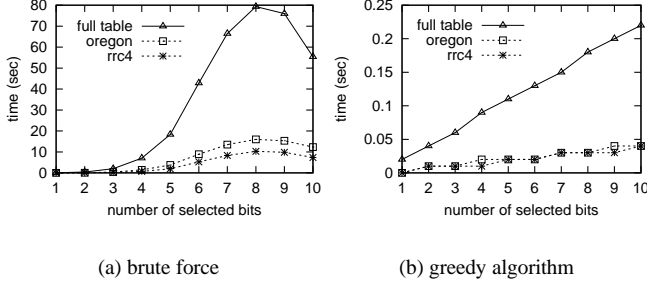 80
70
60
50
40
30
20
10
0
time (sec)
full table
oregon
rrc4
1 2 3 4 5 6 7 8 9 10
number of selected bits
(a) brute force
0.25
0.2
0.15
0.1
0.05
0
time (sec)
full table
oregon
rrc4
1 2 3 4 5 6 7 8 9 10
number of selected bits
(b) greedy algorithm